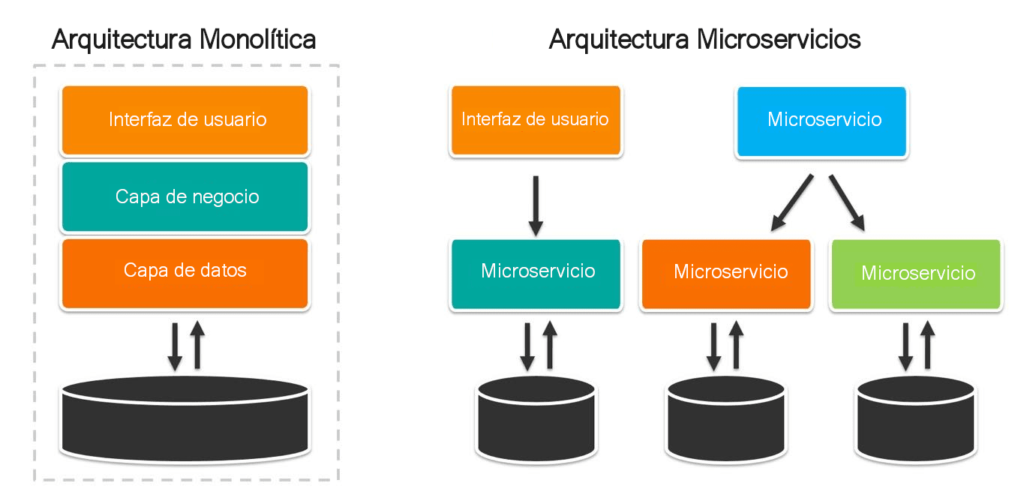 Arquitectura Monolítica
Interfaz de usuario
Capa de negocio
Capa de datos
Arquitectura Microservicios
Interfaz de usuario
Microservicio
Microservicio
Microservicio
Microservicio